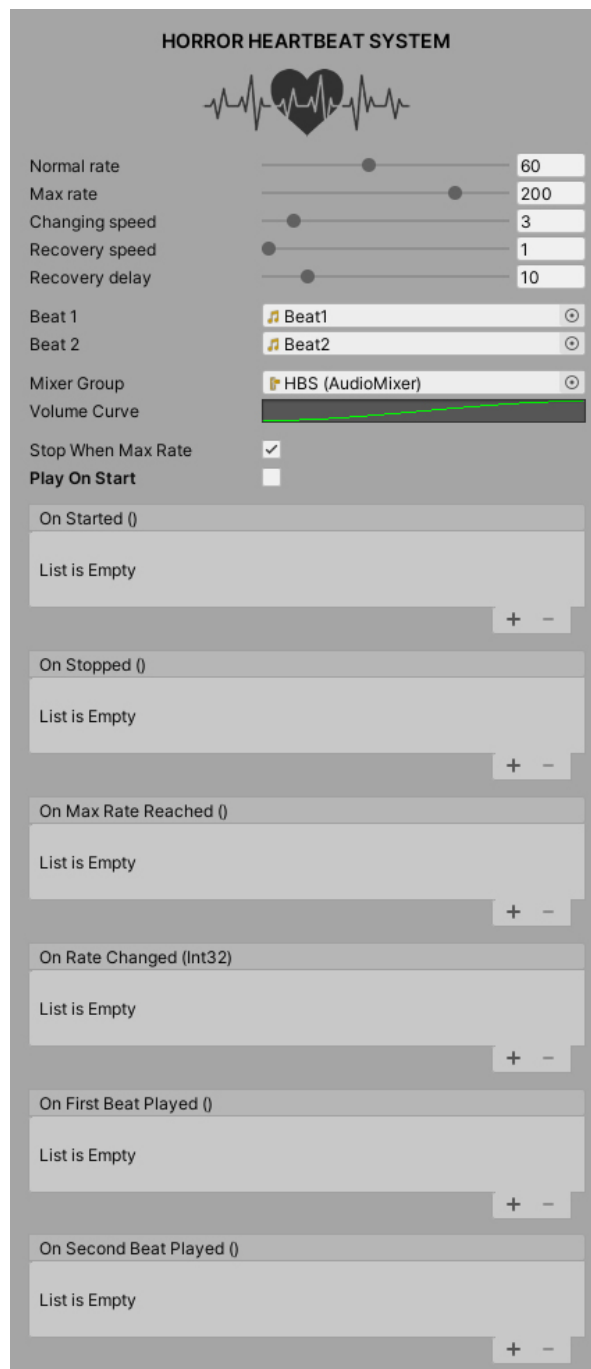 HORROR HEARTBEAT SYSTEM
Normal rate 60
Max rate 200
Changing speed 3
Recovery speed 1
Recovery delay 10
Beat 1 Beat1
Beat 2 Beat2
Mixer Group HBS (AudioMixer)
Volume Curve
Stop When Max Rate
Play On Start
On Started ()
List is Empty
+ −
On Stopped ()
List is Empty
+ −
On Max Rate Reached ()
List is Empty
+ −
On Rate Changed (Int32)
List is Empty
+ −
On First Beat Played ()
List is Empty
+ −
On Second Beat Played ()
List is Empty
+ −